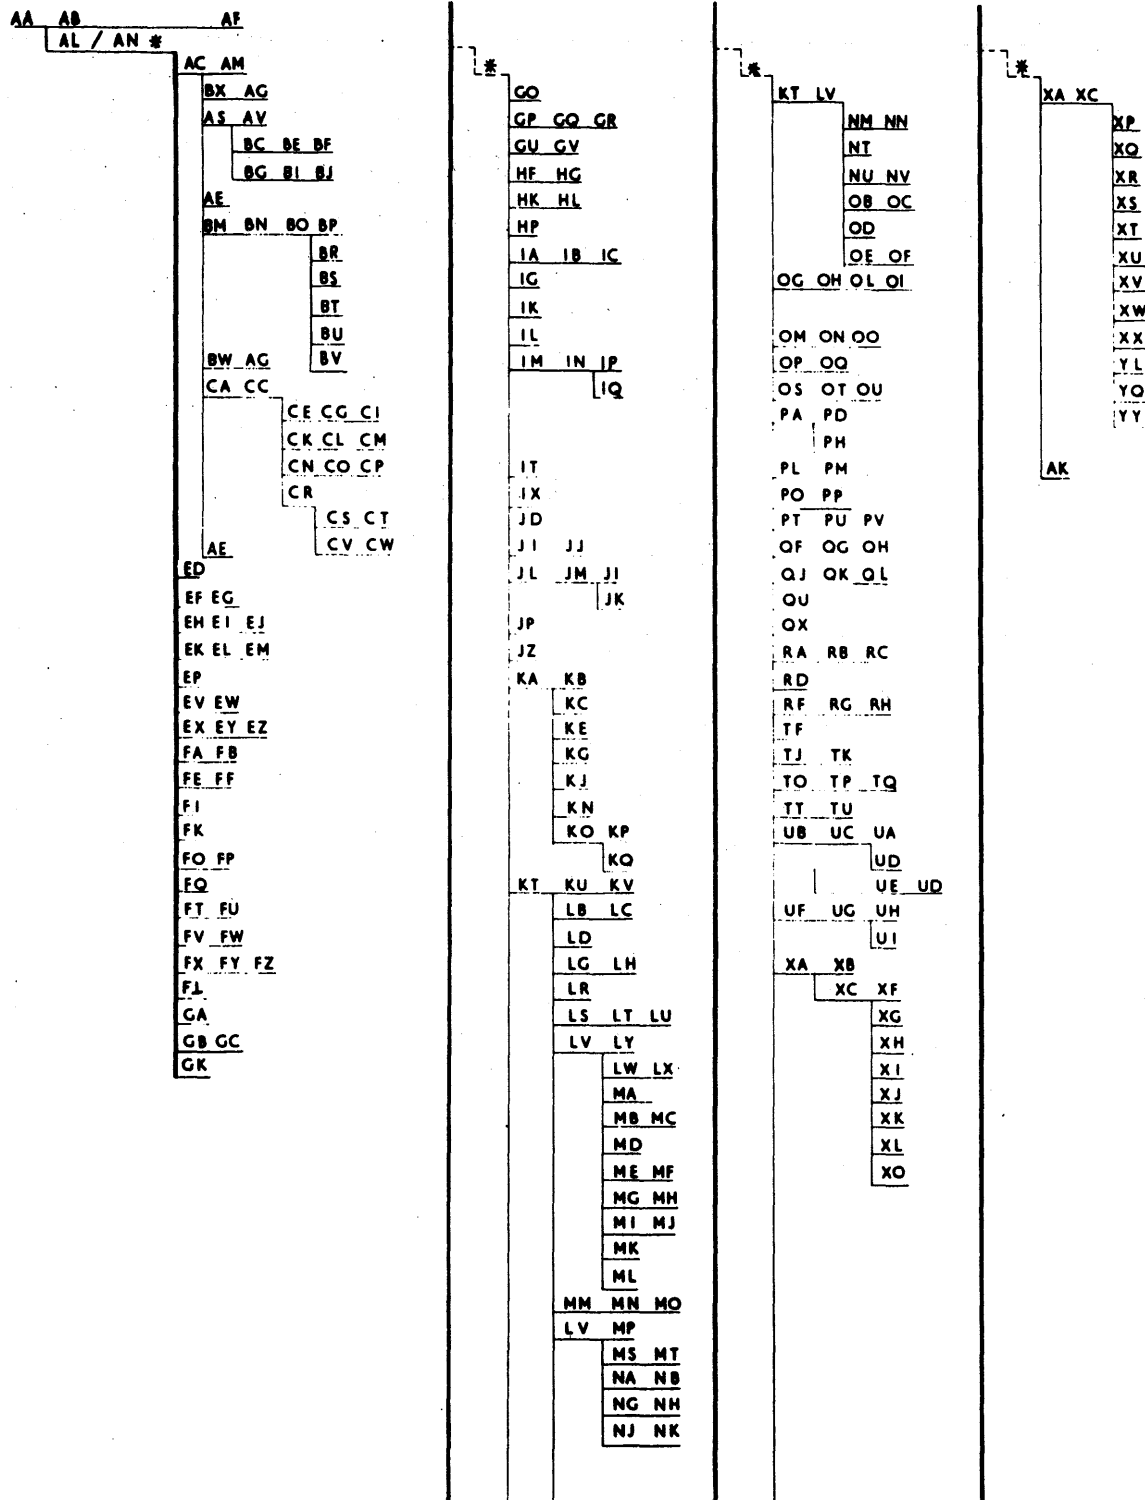 AA AB AF
AL / AN *
AC AM
BX AG
AS AV
BC BE BF
BG BI BJ
AE
BM BN BO BP
BR
BS
BT
BU
BW AG BV
CA CC
CE CG CI
CK CL CM
CN CO CP
CR
CS CT
CV CW
AE
ED
EF EG
EH EI EJ
EK EL EM
EP
EV EW
EX EY EZ
FA FB
FE FF
FI
FK
FO FP
FQ
FT FU
FV FW
FX FY FZ
GA
GB GC
GK
*
GO
GP GQ GR
GU GV
HF HG
HK HL
HP
IA IB IC
IG
IK
IL
IM IN IP
IQ
IT
IX
JD
JI JJ
JL JM JI
JK
JP
JZ
KA KB
KC
KE
KG
KJ
KN
KO KP
KQ
KT KU KV
LB LC
LD
LG LH
LR
LS LT LU
LV LY
LW LX
MA
MB MC
MD
ME MF
MG MH
MI MJ
MK
ML
MM MN MO
LV MP
MS MT
NA NB
NG NH
NJ NK
*
KT LV
NM NN
NT
NU NV
OB OC
OD
OE OF
OG OH OL OI
OM ON OO
OP OQ
OS OT OU
PA PD
PH
PL PM
PO PP
PT PU PV
QF QG QH
QJ QK QL
QU
QX
RA RB RC
RD
RF RG RH
TF
TJ TK
TO TP TQ
TT TU
UB UC UA
UD
UE UD
UF UG UH
UI
XA XB
XC XF
XG
XH
XI
XJ
XK
XL
XO
*
XA XC
XP
XQ
XR
XS
XT
XU
XV
XW
XX
YL
YQ
YY
AK